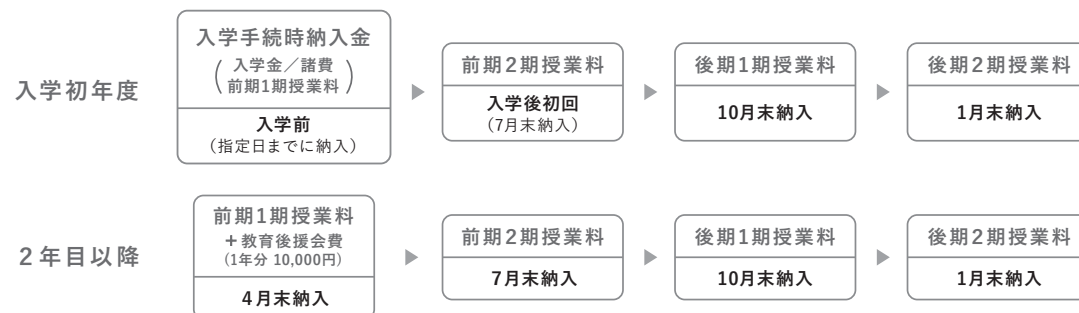 入学初年度
入学手続時納入金
(入学金／諸費
前期1期授業料)
入学前
(指定日までに納入)
前期2期授業料
入学後初回
(7月末納入)
後期1期授業料
10月末納入
後期2期授業料
1月末納入
2年目以降
前期1期授業料
＋教育後援会費
(1年分 10,000円)
4月末納入
前期2期授業料
7月末納入
後期1期授業料
10月末納入
後期2期授業料
1月末納入